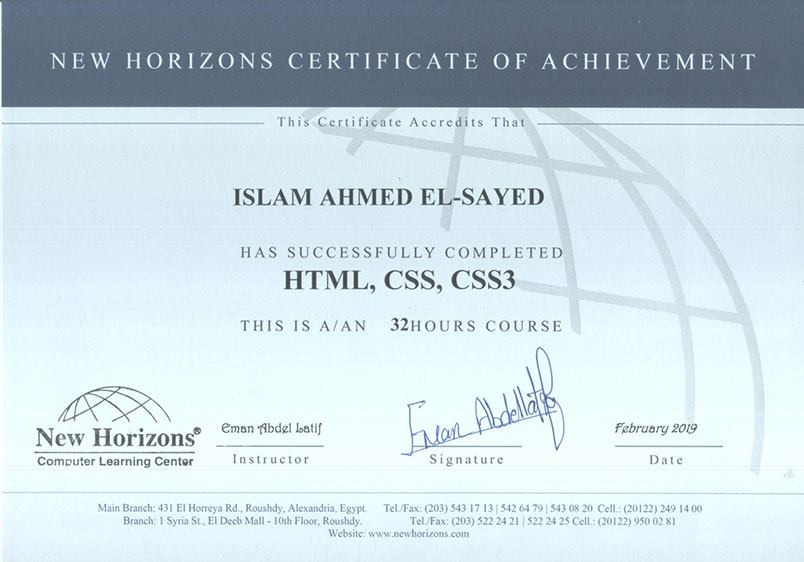 NEW HORIZONS CERTIFICATE OF ACHIEVEMENT
This Certificate Accredits That
ISLAM AHMED EL-SAYED
HAS SUCCESSFULLY COMPLETED
HTML, CSS, CSS3
THIS IS A/AN 32HOURS COURSE
New Horizons®
Computer Learning Center
Eman Abdel Latif
Instructor
Eman Abdellatif
Signature
February 2019
Date
Main Branch: 431 El Horreya Rd., Roushdy, Alexandria, Egypt. Tel./Fax: (203) 543 17 13 | 542 64 79 | 543 08 20 Cell.: (20122) 249 14 00
Branch: 1 Syria St., El Deeb Mall - 10th Floor, Roushdy. Tel./Fax: (203) 522 24 21 | 522 24 25 Cell.: (20122) 950 02 81
Website: www.newhorizons.com